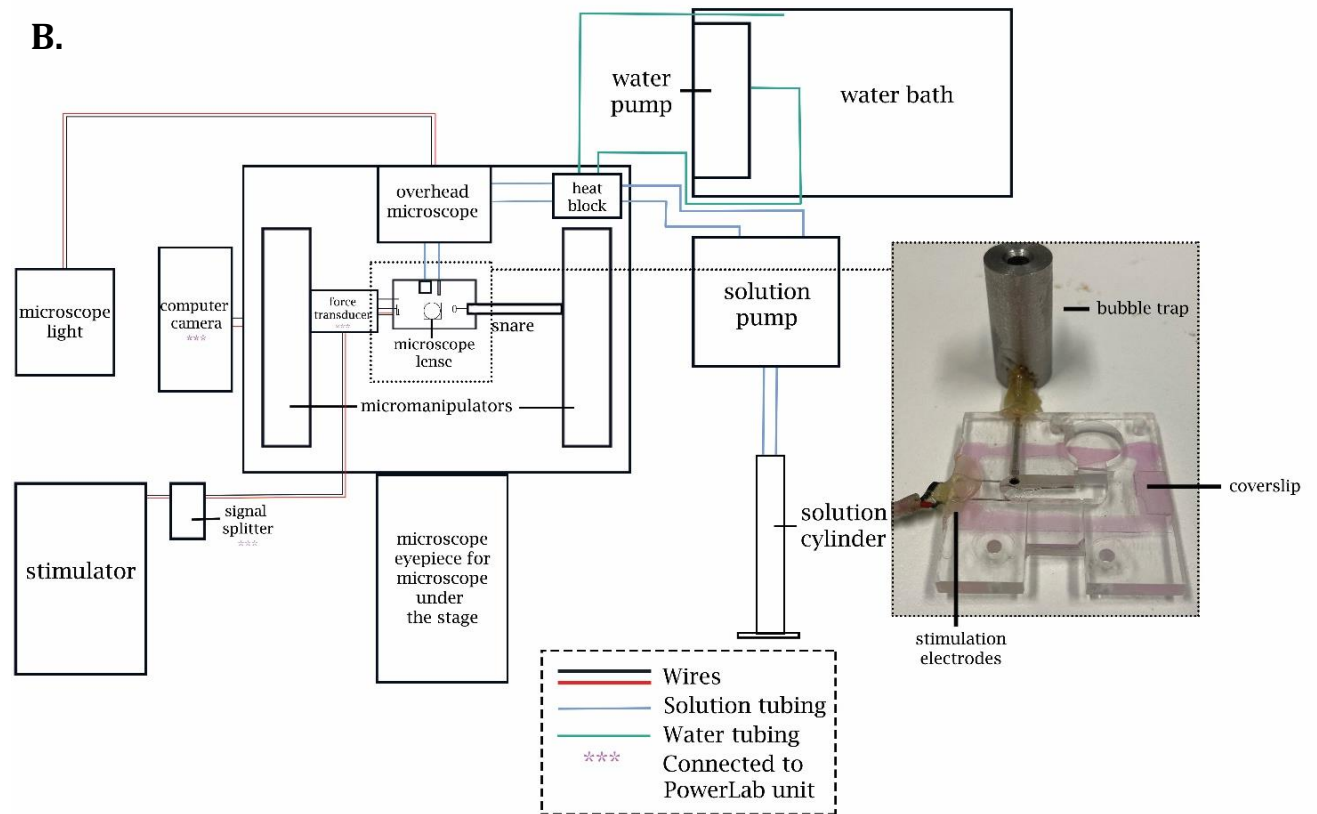 B.
water
pump
water bath
overhead
microscope
heat
block
microscope
light
computer
camera
***
force
transducer
***
microscope
lense
snare
micromanipulators
solution
pump
bubble trap
coverslip
stimulation
electrodes
stimulator
signal
splitter
***
microscope
eyepiece for
microscope
under
the stage
solution
cylinder
Wires
Solution tubing
Water tubing
*** Connected to
PowerLab unit